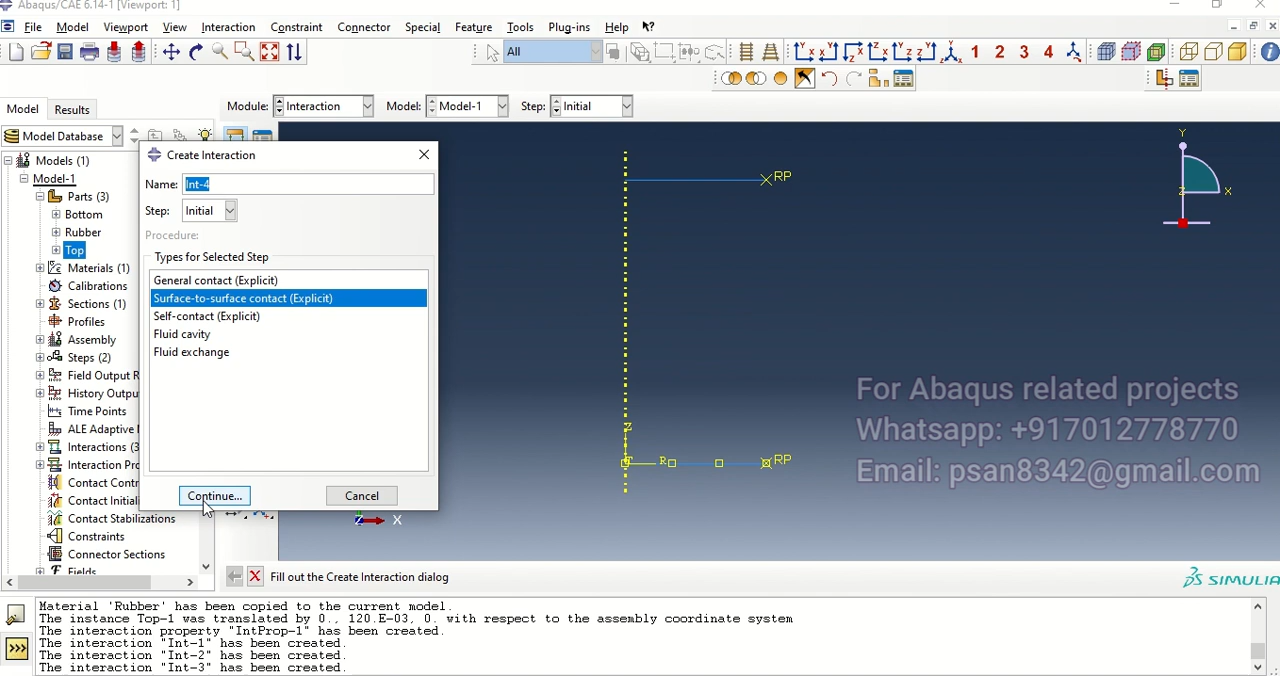 Abaqus/CAE 6.14-1 [Viewport: 1]
File Model Viewport View Interaction Constraint Connector Special Feature Tools Plug-ins Help
All
1 2 3 4
Model Results
Module: Interaction Model: Model-1 Step: Initial
Model Database
Models (1)
Model-1
Parts (3)
Bottom
Rubber
Top
Materials (1)
Calibrations
Sections (1)
Profiles
Assembly
Steps (2)
Field Output R
History Outpu
Time Points
ALE Adaptive
Interactions (3
Interaction Pro
Contact Contr
Contact Initial
Contact Stabilizations
Constraints
Connector Sections
Fields
Create Interaction
Name: Int-4
Step: Initial
Procedure:
Types for Selected Step
General contact (Explicit)
Surface-to-surface contact (Explicit)
Self-contact (Explicit)
Fluid cavity
Fluid exchange
Continue... Cancel
RP
Z
T R
RP
Z X
Y
Z X
For Abaqus related projects
Whatsapp: +917012778770
Email: psan8342@gmail.com
Fill out the Create Interaction dialog
SIMULIA
Material 'Rubber' has been copied to the current model.
The instance Top-1 was translated by 0., 120.E-03, 0. with respect to the assembly coordinate system
The interaction property "IntProp-1" has been created.
The interaction "Int-1" has been created.
The interaction "Int-2" has been created.
The interaction "Int-3" has been created.
>>>